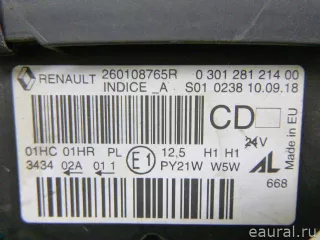 RENAULT 260108765R 0 301 281 214 00
INDICE _A S01 0238 10.09.18
CD
01HC 01HR PL 12,5 H1 H1 24V
3434 02A 01 1 E1 PY21W W5W AL
668
Made in EU
eaural.ru